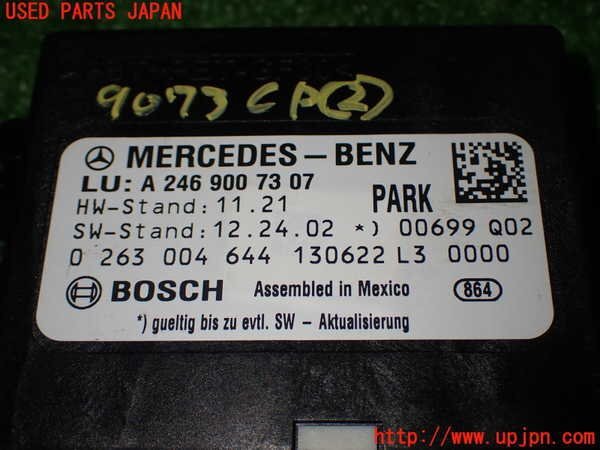 USED PARTS JAPAN
9073 CP(2)
MERCEDES-BENZ
LU: A 246 900 73 07
PARK
HW-Stand: 11.21
SW-Stand: 12.24.02 *) 00699 Q02
0 263 004 644 130622 L3 0000
BOSCH Assembled in Mexico 864
*) gueltig bis zu evtl. SW - Aktualisierung
http://www.upjpn.com/